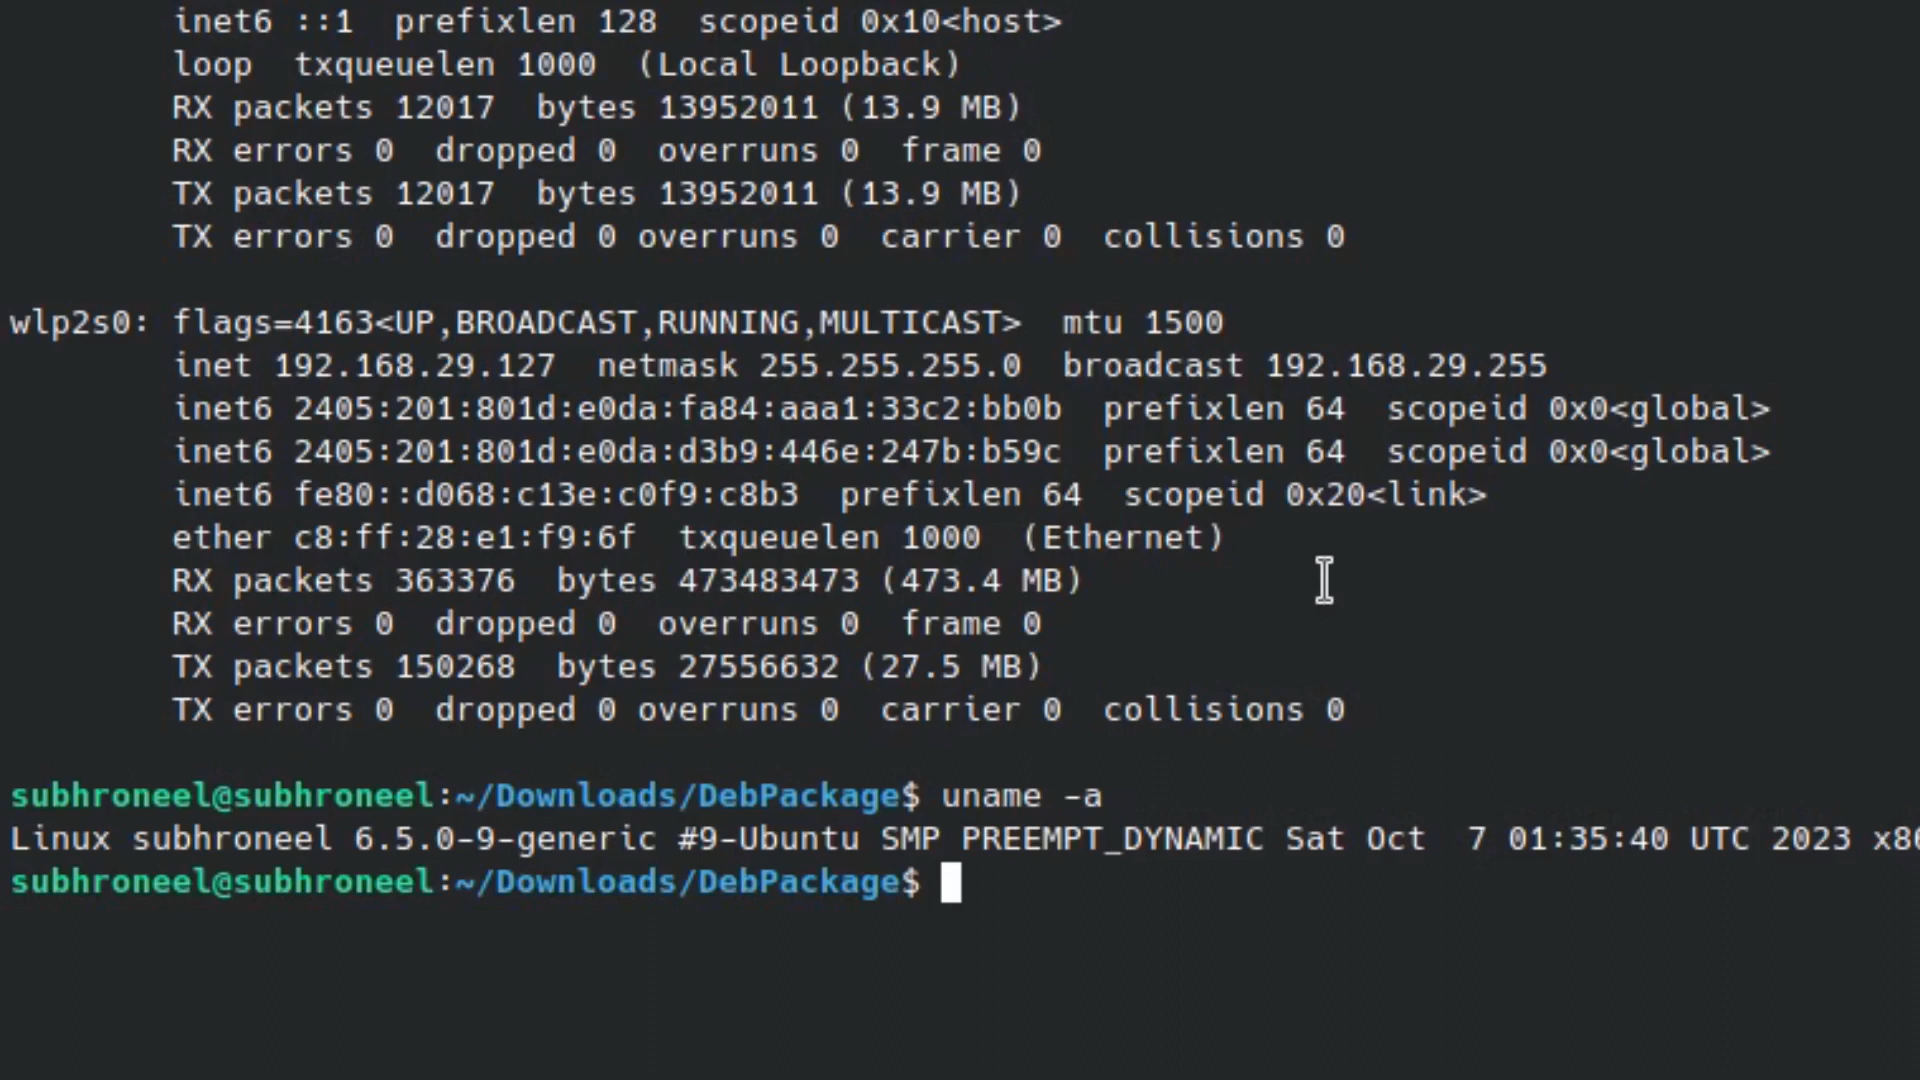 inet6 ::1  prefixlen 128  scopeid 0x10<host>
loop  txqueuelen 1000  (Local Loopback)
RX packets 12017  bytes 13952011 (13.9 MB)
RX errors 0  dropped 0  overruns 0  frame 0
TX packets 12017  bytes 13952011 (13.9 MB)
TX errors 0  dropped 0 overruns 0  carrier 0  collisions 0
wlp2s0: flags=4163<UP,BROADCAST,RUNNING,MULTICAST>  mtu 1500
inet 192.168.29.127  netmask 255.255.255.0  broadcast 192.168.29.255
inet6 2405:201:801d:e0da:fa84:aaa1:33c2:bb0b  prefixlen 64  scopeid 0x0<global>
inet6 2405:201:801d:e0da:d3b9:446e:247b:b59c  prefixlen 64  scopeid 0x0<global>
inet6 fe80::d068:c13e:c0f9:c8b3  prefixlen 64  scopeid 0x20<link>
ether c8:ff:28:e1:f9:6f  txqueuelen 1000  (Ethernet)
RX packets 363376  bytes 473483473 (473.4 MB)
RX errors 0  dropped 0  overruns 0  frame 0
TX packets 150268  bytes 27556632 (27.5 MB)
TX errors 0  dropped 0 overruns 0  carrier 0  collisions 0
subhroneel@subhroneel:~/Downloads/DebPackage$ uname -a
Linux subhroneel 6.5.0-9-generic #9-Ubuntu SMP PREEMPT_DYNAMIC Sat Oct  7 01:35:40 UTC 2023
subhroneel@subhroneel:~/Downloads/DebPackage$